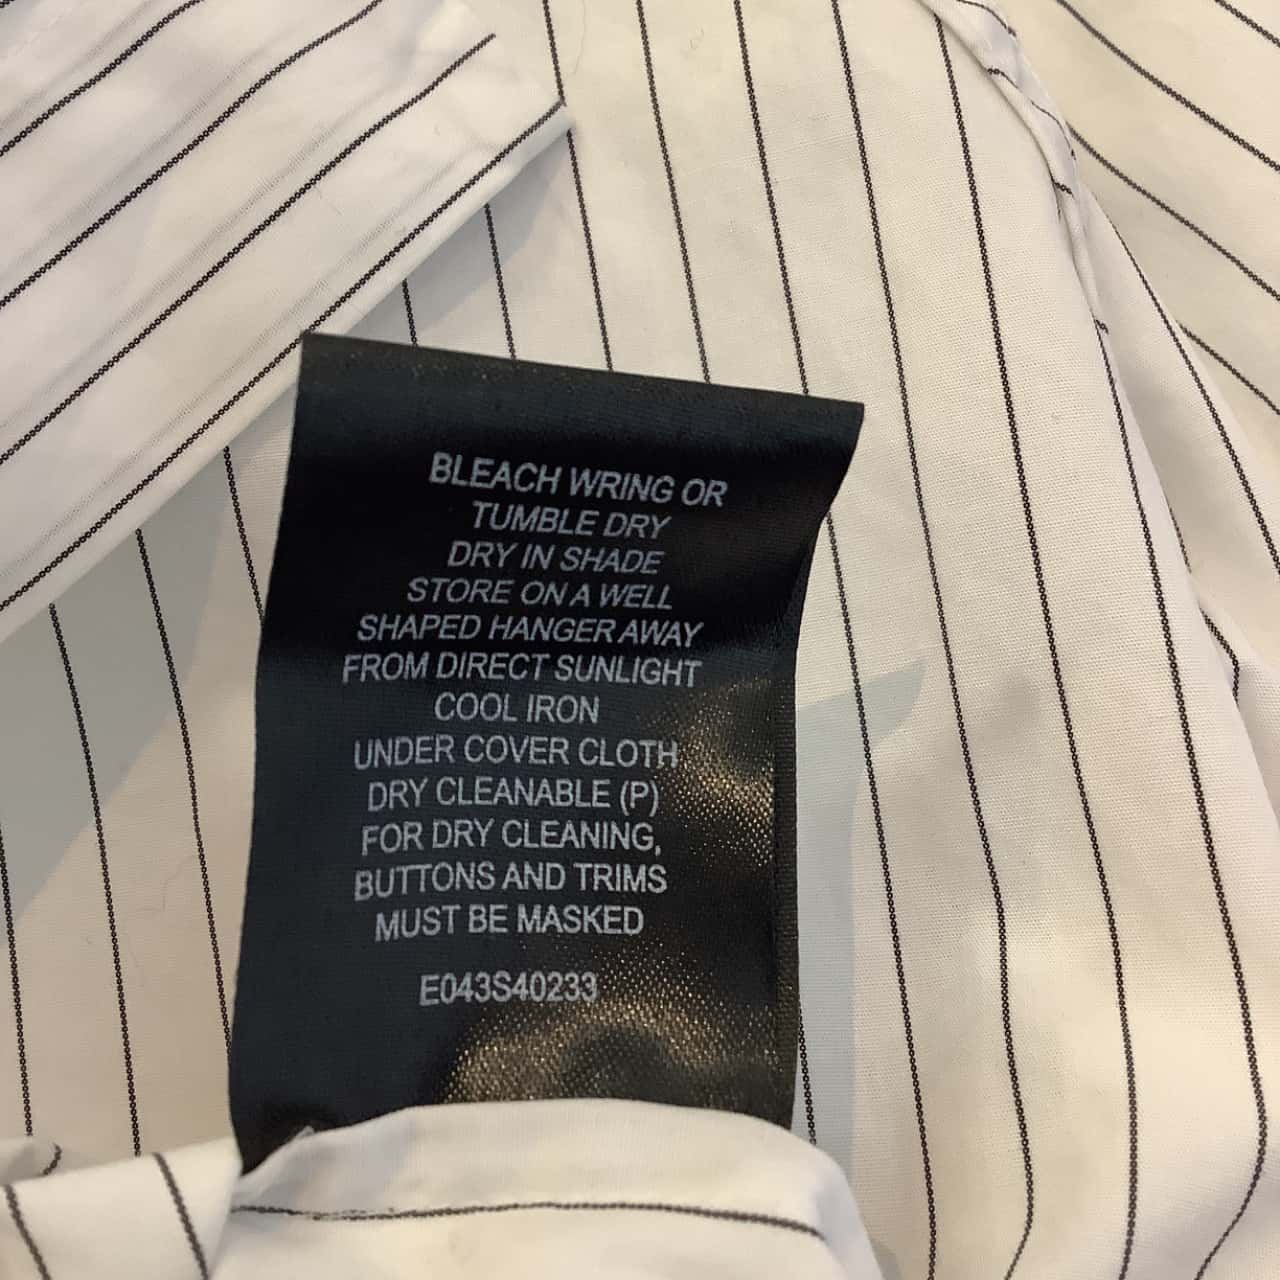 BLEACH WRING OR
TUMBLE DRY
DRY IN SHADE
STORE ON A WELL
SHAPED HANGER AWAY
FROM DIRECT SUNLIGHT
COOL IRON
UNDER COVER CLOTH
DRY CLEANABLE (P)
FOR DRY CLEANING,
BUTTONS AND TRIMS
MUST BE MASKED
E043S40233